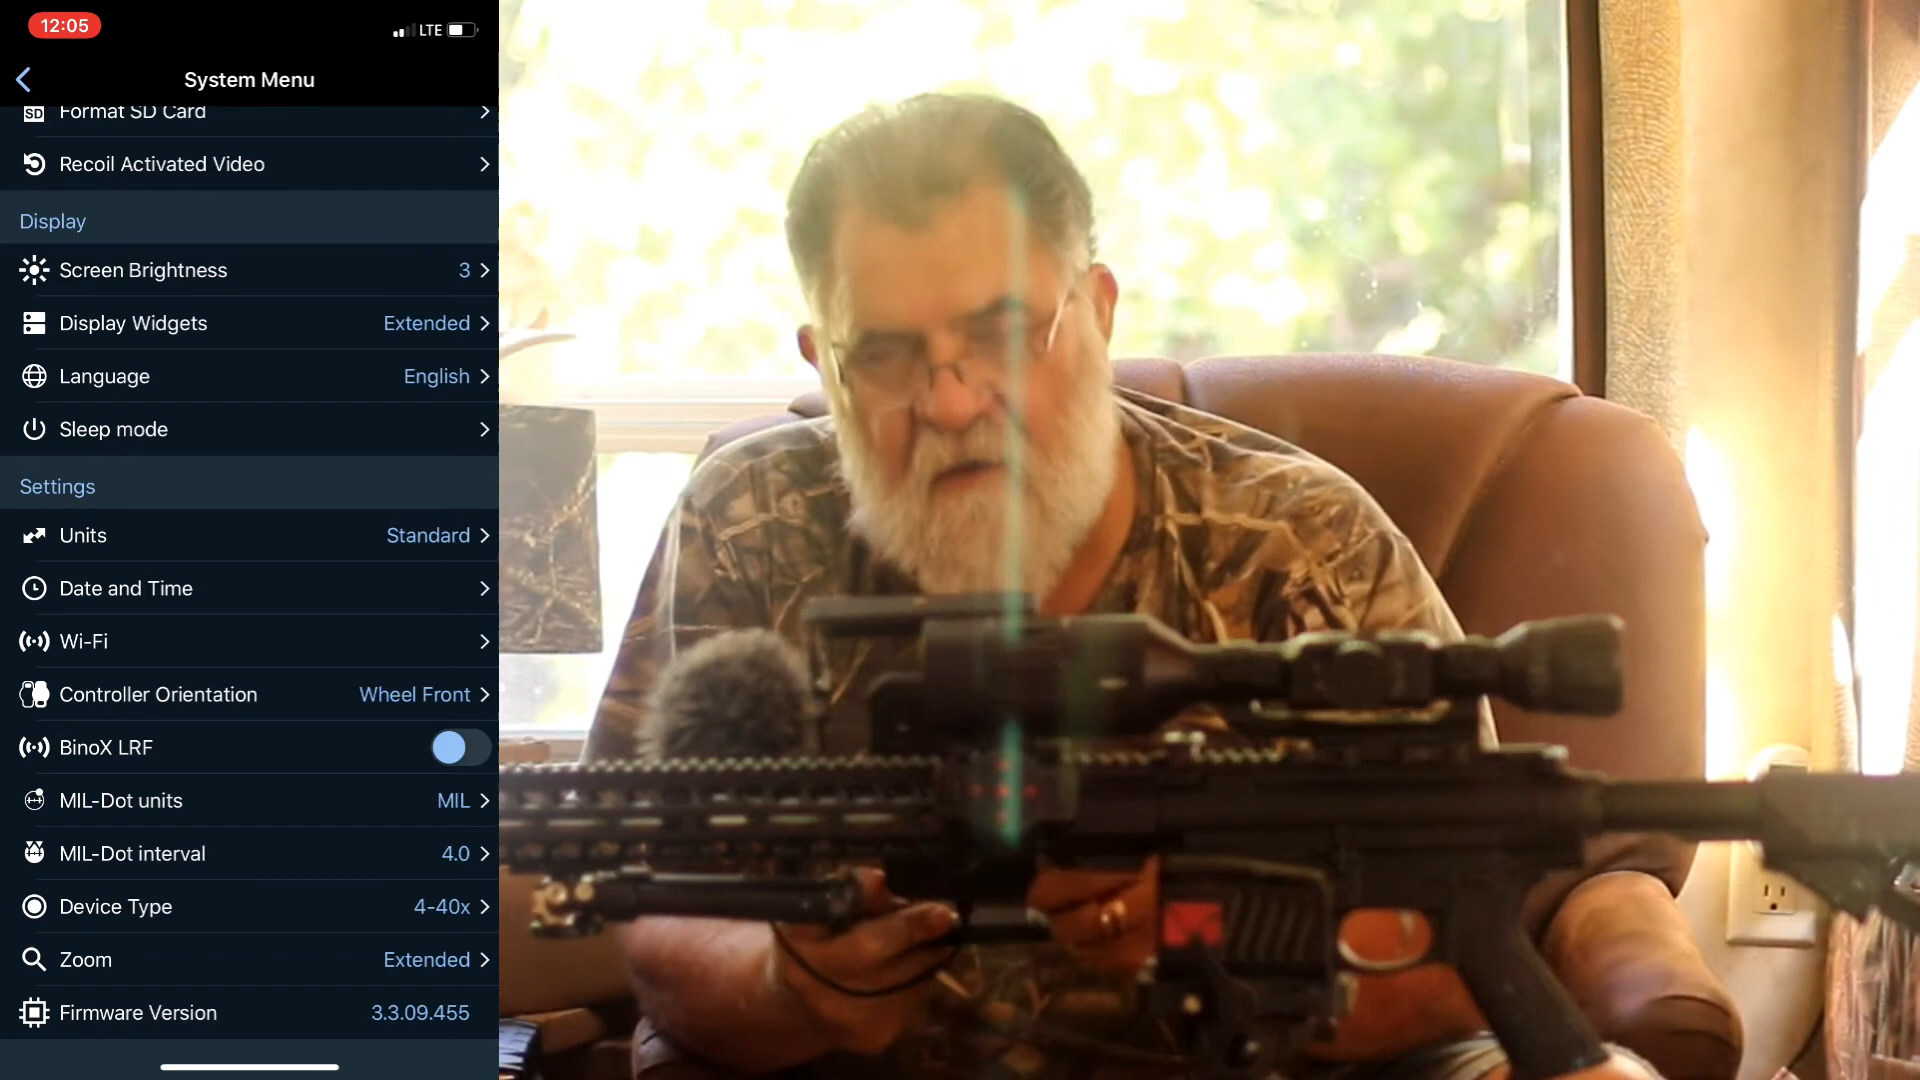 12:05
LTE
System Menu
SD Format SD Card
Recoil Activated Video
Display
Screen Brightness 3
Display Widgets Extended
Language English
Sleep mode
Settings
Units Standard
Date and Time
Wi-Fi
Controller Orientation Wheel Front
BinoX LRF
MIL-Dot units MIL
MIL-Dot interval 4.0
Device Type 4-40x
Zoom Extended
Firmware Version 3.3.09.455